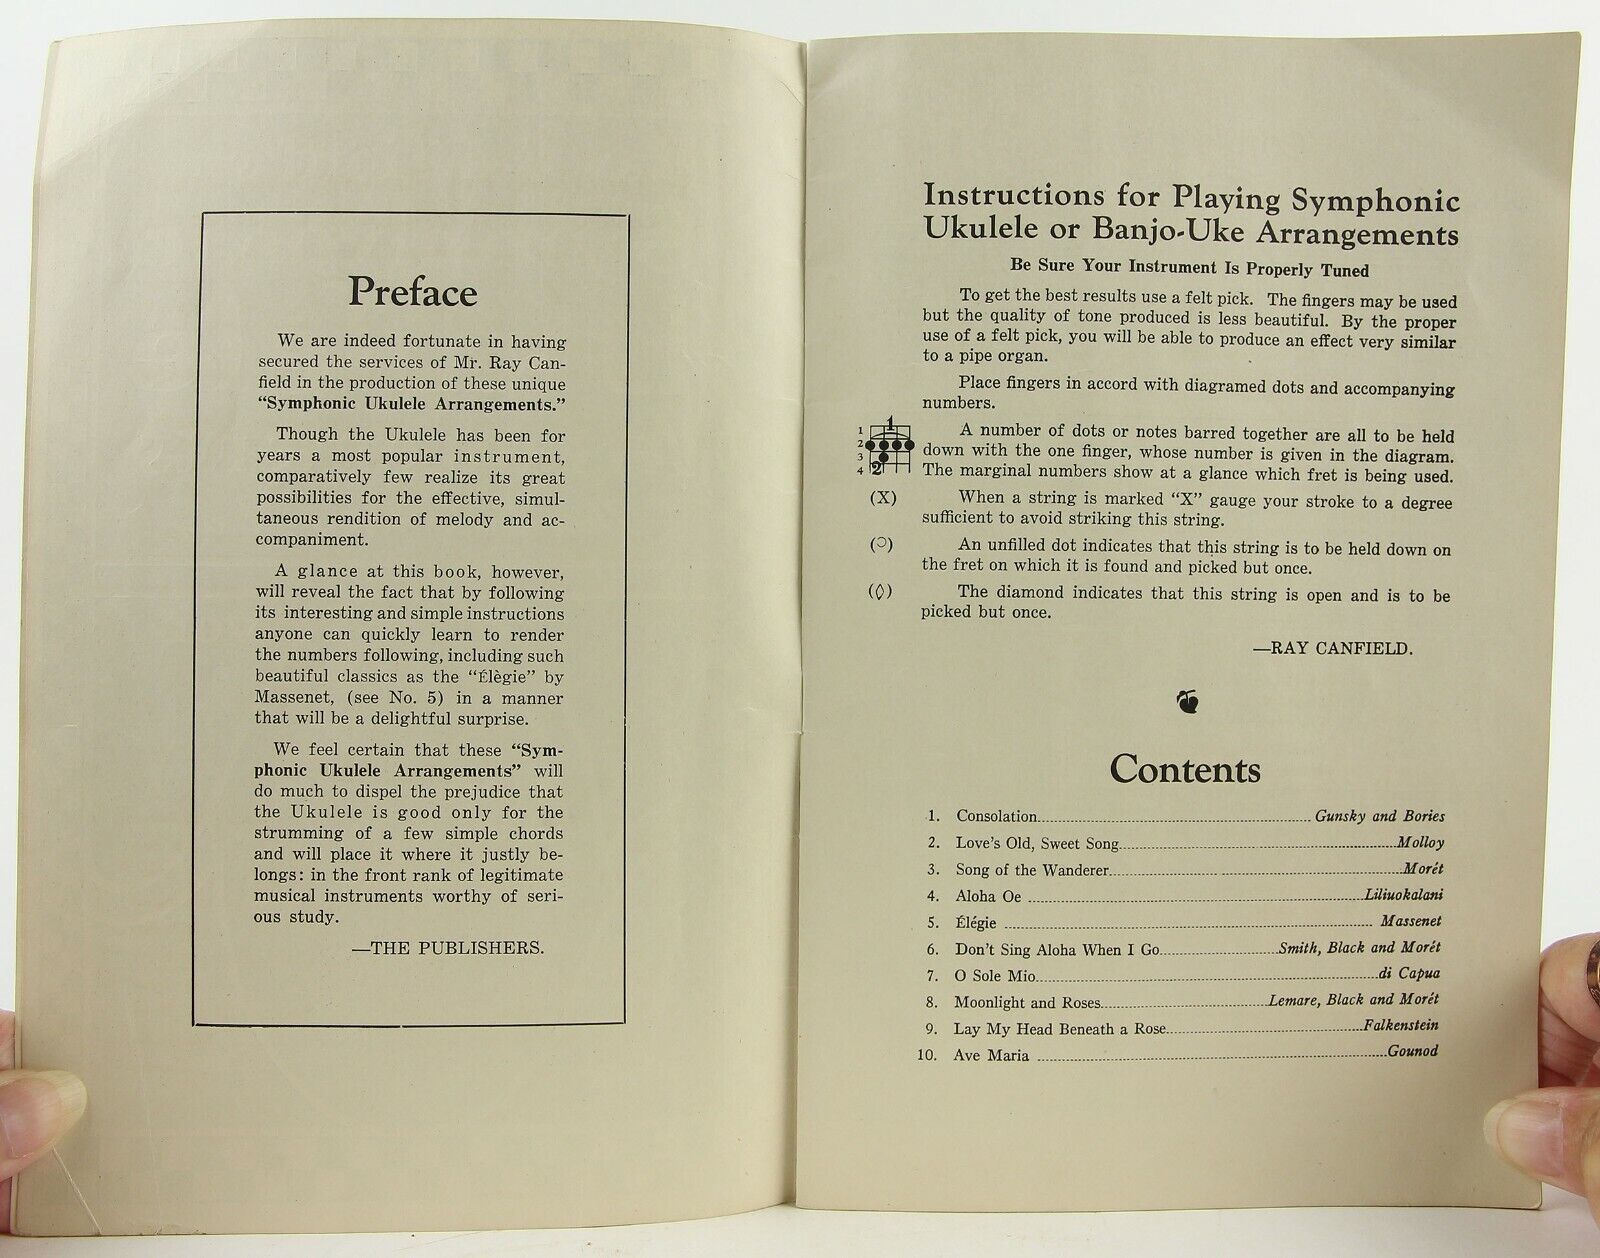 Preface
We are indeed fortunate in having
secured the services of Mr. Ray Can-
field in the production of these unique
“Symphonic Ukulele Arrangements.”
Though the Ukulele has been for
years a most popular instrument,
comparatively few realize its great
possibilities for the effective, simul-
taneous rendition of melody and ac-
companiment.
A glance at this book, however,
will reveal the fact that by following
its interesting and simple instructions
anyone can quickly learn to render
the numbers following, including such
beautiful classics as the “Élègie” by
Massenet, (see No. 5) in a manner
that will be a delightful surprise.
We feel certain that these “Sym-
phonic Ukulele Arrangements” will
do much to dispel the prejudice that
the Ukulele is good only for the
strumming of a few simple chords
and will place it where it justly be-
longs: in the front rank of legitimate
musical instruments worthy of seri-
ous study.
—THE PUBLISHERS.
Instructions for Playing Symphonic
Ukulele or Banjo-Uke Arrangements
Be Sure Your Instrument Is Properly Tuned
To get the best results use a felt pick. The fingers may be used
but the quality of tone produced is less beautiful. By the proper
use of a felt pick, you will be able to produce an effect very similar
to a pipe organ.
Place fingers in accord with diagramed dots and accompanying
numbers.
1
1
2
3
4 2
A number of dots or notes barred together are all to be held
down with the one finger, whose number is given in the diagram.
The marginal numbers show at a glance which fret is being used.
(X) When a string is marked “X” gauge your stroke to a degree
sufficient to avoid striking this string.
(○) An unfilled dot indicates that this string is to be held down on
the fret on which it is found and picked but once.
(◊) The diamond indicates that this string is open and is to be
picked but once.
—RAY CANFIELD.
Contents
1. Consolation Gunsky and Bories
2. Love's Old, Sweet Song Molloy
3. Song of the Wanderer Morét
4. Aloha Oe Liliuokalani
5. Élégie Massenet
6. Don't Sing Aloha When I Go Smith, Black and Morét
7. O Sole Mio di Capua
8. Moonlight and Roses Lemare, Black and Morét
9. Lay My Head Beneath a Rose Falkenstein
10. Ave Maria Gounod